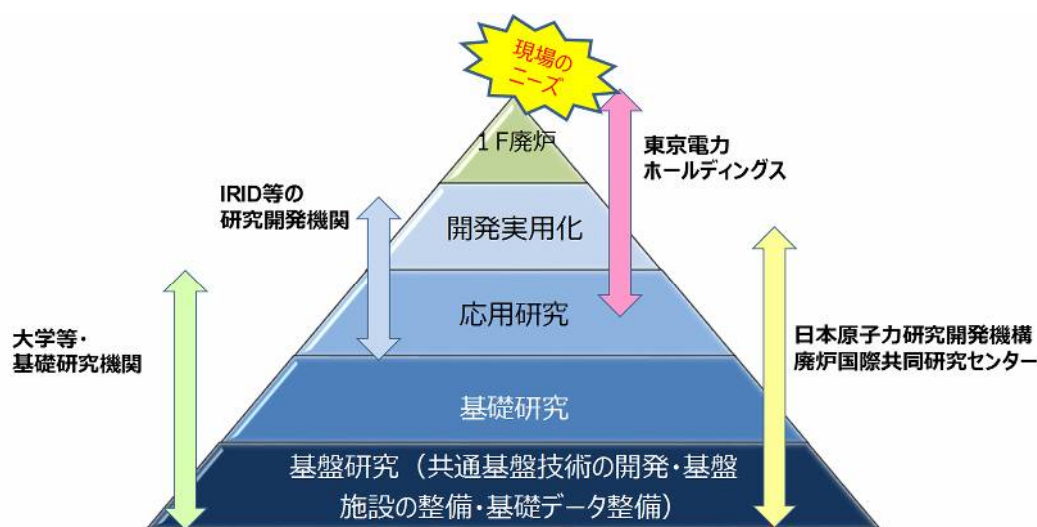 現場の
ニーズ
1F廃炉
東京電力
ホールディングス
IRID等の
研究開発機関
開発実用化
応用研究
大学等・
基礎研究機関
日本原子力研究開発機構
廃炉国際共同研究センター
基礎研究
基盤研究（共通基盤技術の開発・基盤
施設の整備・基礎データ整備）